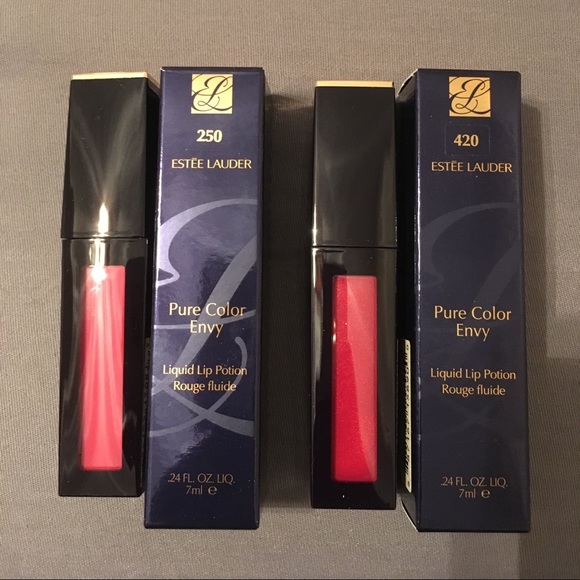 250
ESTĒE LAUDER
Pure Color
Envy
Liquid Lip Potion
Rouge fluide
.24 FL. OZ. LIQ.
7ml e
420
ESTĒE LAUDER
Pure Color
Envy
Liquid Lip Potion
Rouge fluide
.24 FL. OZ. LIQ.
7ml e